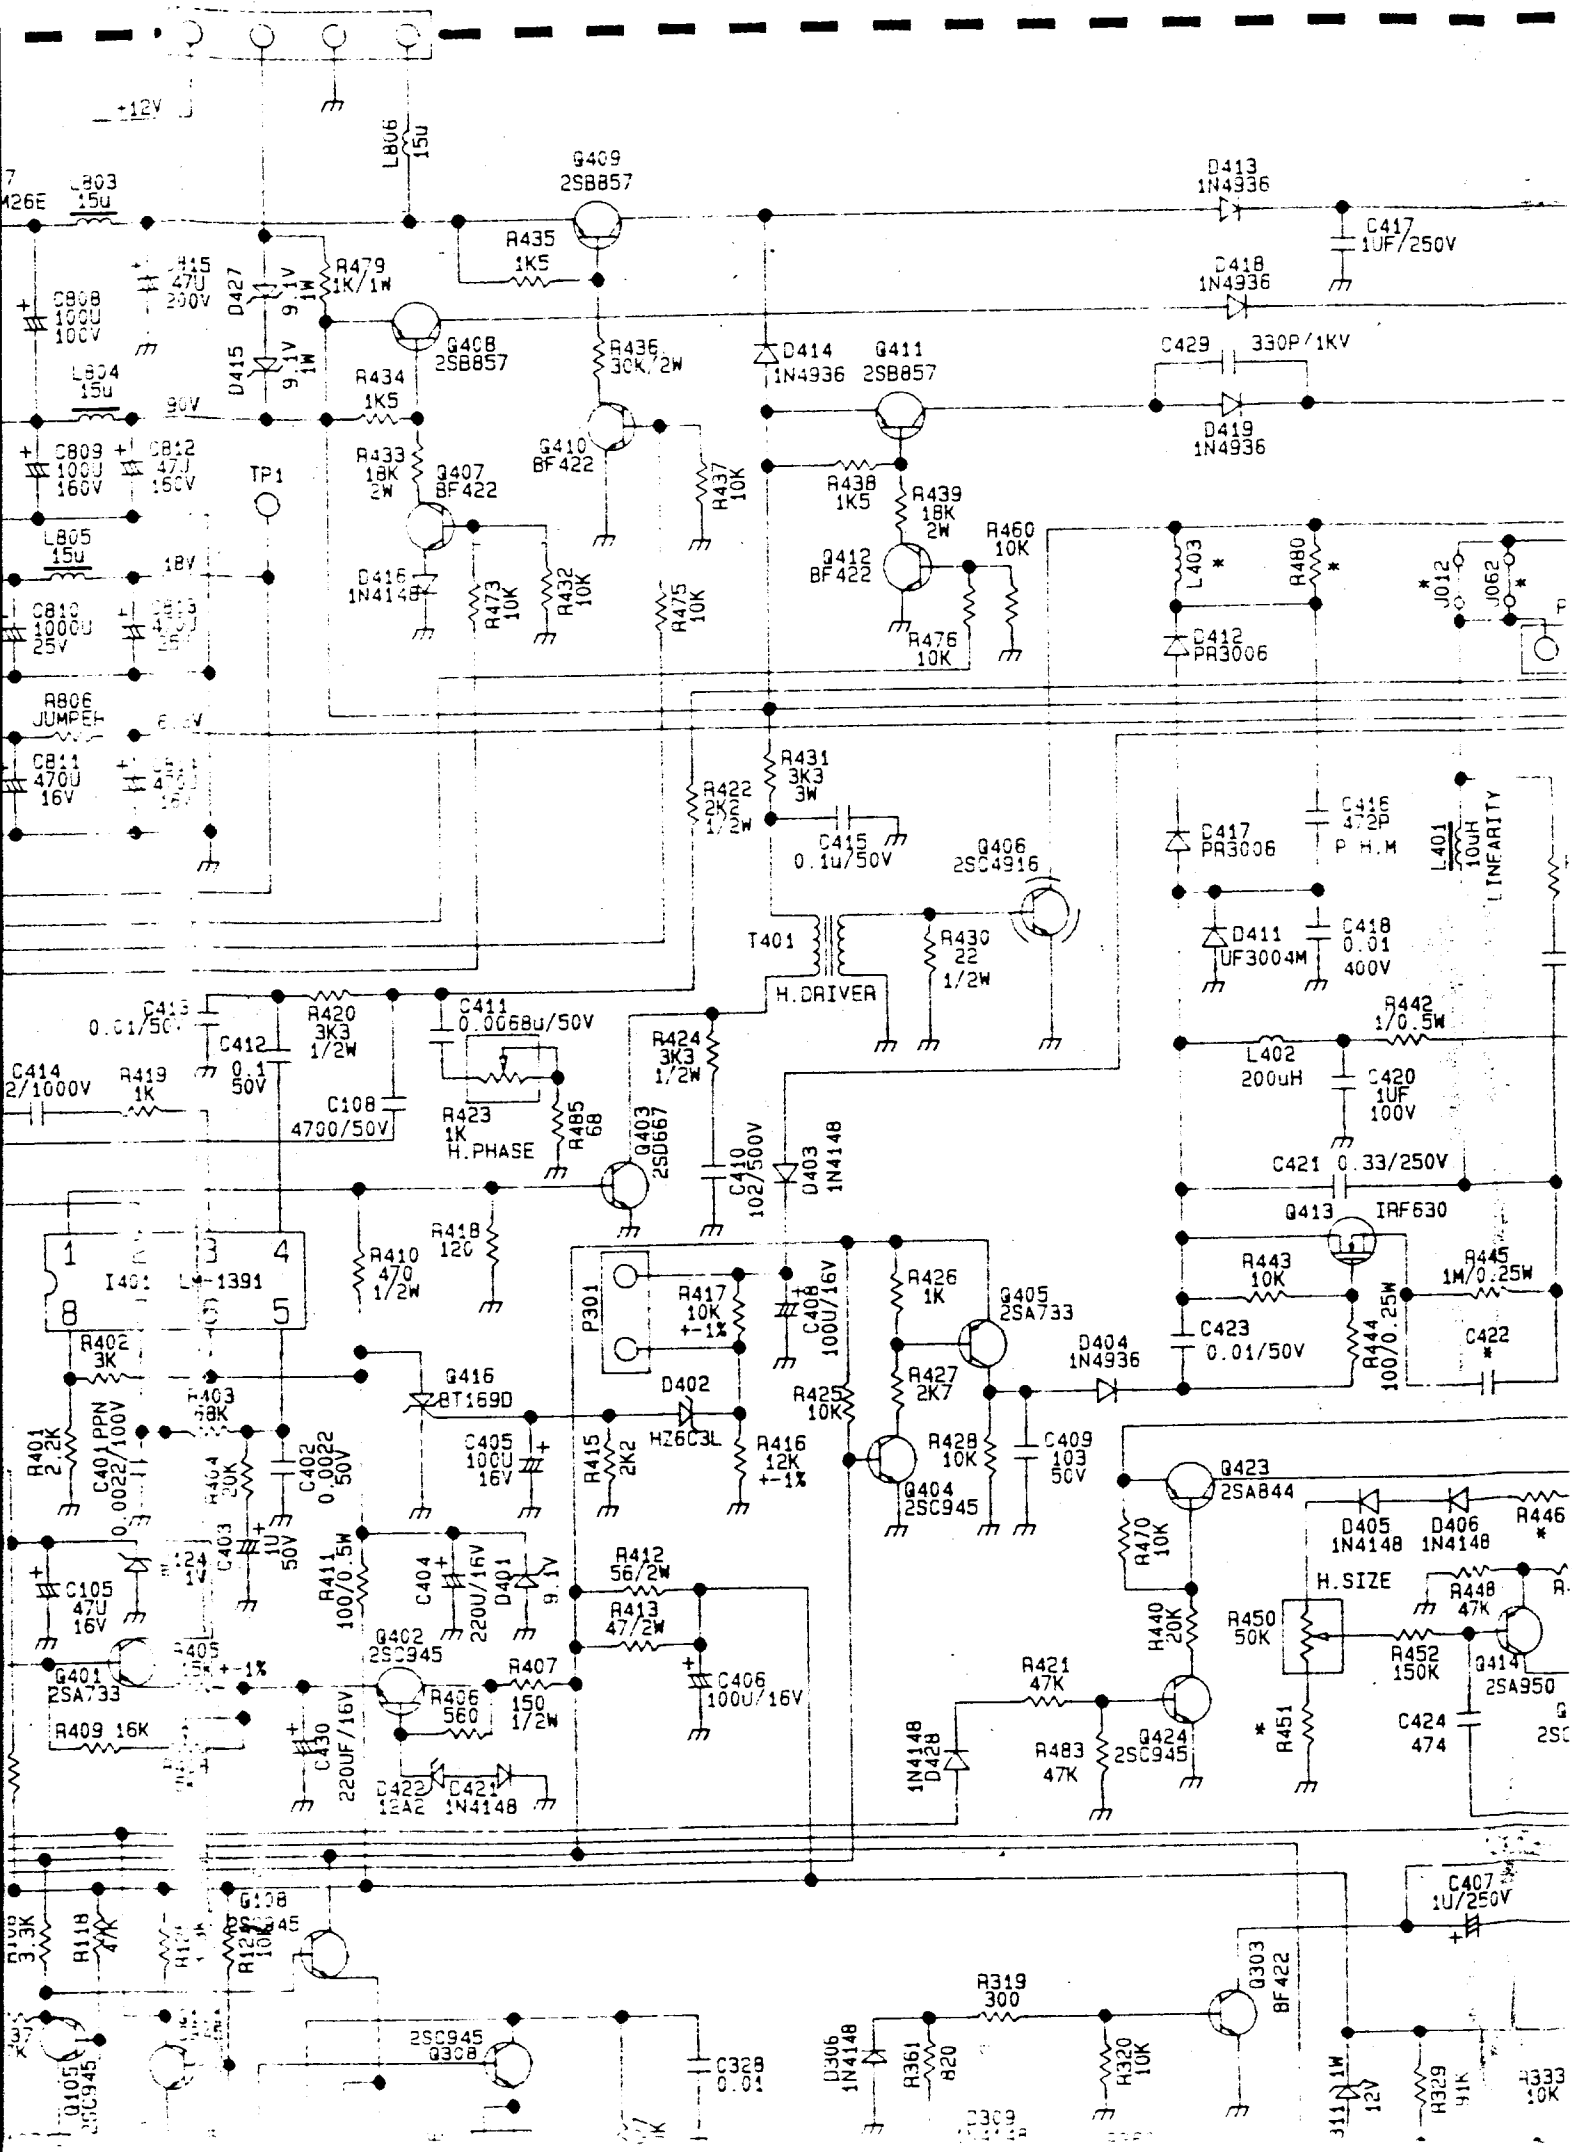 +12V
L806
15u
Q409
2SB857
D413
1N4936
M26E
L803
15u
R435
1K5
C417
1UF/250V
47U
200V
D427
9.1V
1W
R479
1K/1W
D418
1N4936
C808
100U
100V
Q408
2SB857
R436
30K/2W
D414
1N4936
Q411
2SB857
C429
330P/1KV
D415
9.1V
1W
L804
15u
R434
1K5
90V
D419
1N4936
C809
100U
160V
C812
TP1
R433
18K
2W
Q407
BF422
Q410
BF422
R437
10K
R438
1K5
R439
18K
2W
R460
10K
L805
15u
18V
D416
1N4148
R473
10K
R432
10K
R475
10K
Q412
BF422
R476
10K
L403
*
R480
*
*
J012
J062
*
P
C810
1000U
25V
D412
PR3006
R806
JUMPER
C811
470U
16V
R422
2K2
1/2W
R431
3K3
3W
C415
0.1u/50V
Q406
2SC4916
D417
PR3006
C416
472P
P.H.M
L401
10uH
LINEARITY
T401
H.DRIVER
R430
22
1/2W
D411
UF3004M
C418
0.01
400V
C413
R420
3K3
1/2W
C411
0.0068u/50V
C412
0.1
50V
R424
3K3
1/2W
R442
1/0.5W
L402
200uH
C420
1UF
100V
C414
2/1000V
R419
1K
C108
4700/50V
R423
1K
H.PHASE
R485
68
Q403
2SD667
C410
102/500V
D403
1N4148
C421 0.33/250V
Q413
IRF630
1
4
I401
8
5
R410
470
1/2W
R418
120
P301
R417
10K
+-1%
C408
100U/16V
R426
1K
Q405
2SA733
R443
10K
R445
1M/0.25W
R402
3K
Q416
BT169D
D402
HZ6C3L
R425
10K
R427
2K7
D404
1N4936
C423
0.01/50V
R444
100/0.25W
C422
*
R401
2.2K
C401 PPN
0.0022/100V
R403
R404
20K
C402
0.0022
50V
C405
100U
16V
R415
2K2
R416
12K
+-1%
R428
10K
C409
103
50V
Q404
2SC945
Q423
2SA844
C403
1U
50V
R411
100/0.5W
C404
220U/16V
D401
9.1V
R412
56/2W
R413
47/2W
R470
10K
D405
1N4148
D406
1N4148
R446
*
C105
47U
16V
H.SIZE
R448
47K
R450
50K
R440
20K
R452
150K
Q414
2SA950
Q401
2SA733
R405
+-1%
Q402
2SC945
R406
560
R407
150
1/2W
C406
100U/16V
R421
47K
R409 16K
C430
220UF/16V
D422
12A2
D421
1N4148
1N4148
D428
R483
47K
Q424
2SC945
*
R451
C424
474
C407
1U/250V
3.3K
R118
47K
Q108
10K
Q303
BF422
R319
300
2SC945
Q308
C328
0.01
D306
1N4148
R361
820
R320
10K
Q105
2SC945
1W
12V
R329
91K
R333
10K